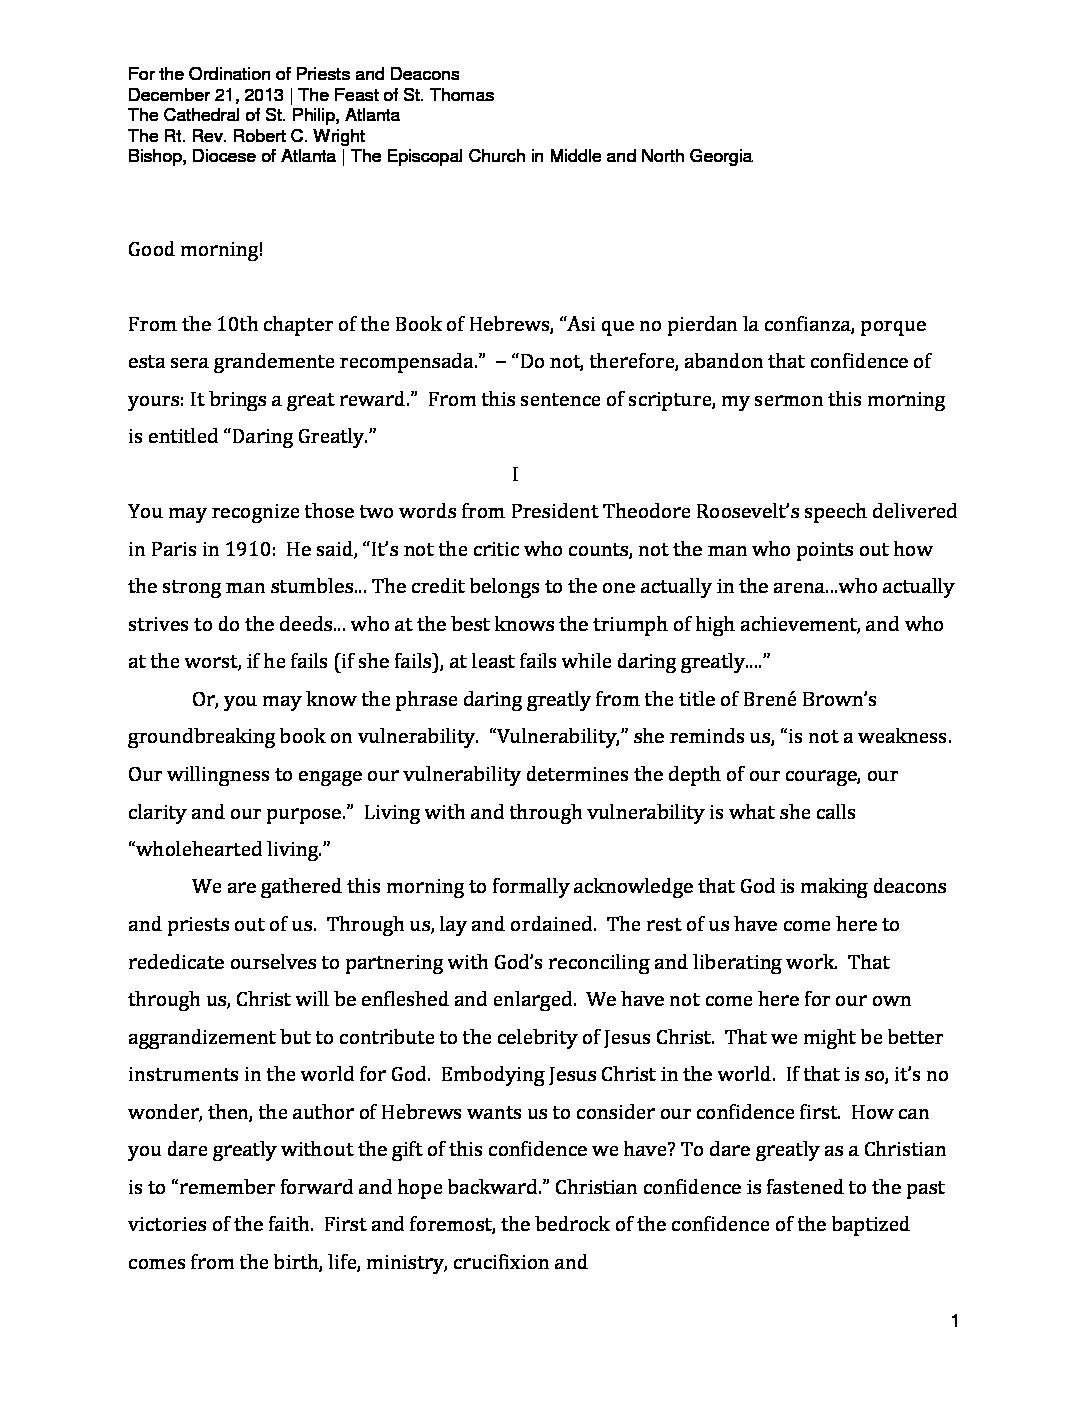 For the Ordination of Priests and Deacons
December 21, 2013 | The Feast of St. Thomas
The Cathedral of St. Philip, Atlanta
The Rt. Rev. Robert C. Wright
Bishop, Diocese of Atlanta | The Episcopal Church in Middle and North Georgia
Good morning!
From the 10th chapter of the Book of Hebrews, “Asi que no pierdan la confianza, porque
esta sera grandemente recompensada.” – “Do not, therefore, abandon that confidence of
yours: It brings a great reward.” From this sentence of scripture, my sermon this morning
is entitled “Daring Greatly.”
I
You may recognize those two words from President Theodore Roosevelt’s speech delivered
in Paris in 1910: He said, “It’s not the critic who counts, not the man who points out how
the strong man stumbles... The credit belongs to the one actually in the arena...who actually
strives to do the deeds... who at the best knows the triumph of high achievement, and who
at the worst, if he fails (if she fails), at least fails while daring greatly....”
Or, you may know the phrase daring greatly from the title of Brené Brown’s
groundbreaking book on vulnerability. “Vulnerability,” she reminds us, “is not a weakness.
Our willingness to engage our vulnerability determines the depth of our courage, our
clarity and our purpose.” Living with and through vulnerability is what she calls
“wholehearted living.”
We are gathered this morning to formally acknowledge that God is making deacons
and priests out of us. Through us, lay and ordained. The rest of us have come here to
rededicate ourselves to partnering with God’s reconciling and liberating work. That
through us, Christ will be enfleshed and enlarged. We have not come here for our own
aggrandizement but to contribute to the celebrity of Jesus Christ. That we might be better
instruments in the world for God. Embodying Jesus Christ in the world. If that is so, it’s no
wonder, then, the author of Hebrews wants us to consider our confidence first. How can
you dare greatly without the gift of this confidence we have? To dare greatly as a Christian
is to “remember forward and hope backward.” Christian confidence is fastened to the past
victories of the faith. First and foremost, the bedrock of the confidence of the baptized
comes from the birth, life, ministry, crucifixion and
1